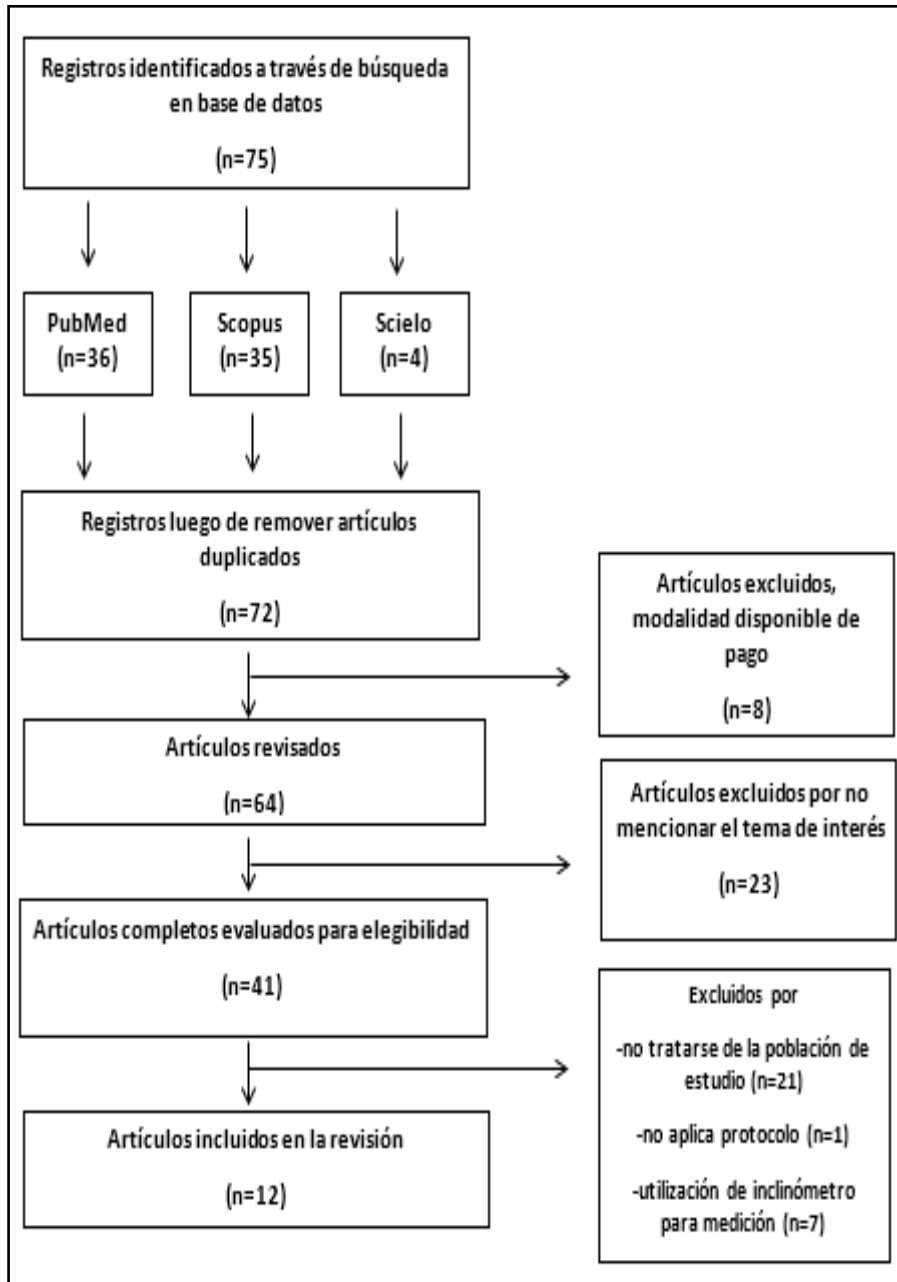 Registros identificados a través de búsqueda
en base de datos
(n=75)
PubMed
(n=36)
Scopus
(n=35)
Scielo
(n=4)
Registros luego de remover artículos
duplicados
(n=72)
Artículos excluidos,
modalidad disponible de
pago
(n=8)
Artículos revisados
(n=64)
Artículos excluidos por no
mencionar el tema de interés
(n=23)
Artículos completos evaluados para elegibilidad
(n=41)
Excluidos por
-no tratarse de la población de
estudio (n=21)
-no aplica protocolo (n=1)
-utilización de inclinómetro
para medición (n=7)
Artículos incluidos en la revisión
(n=12)